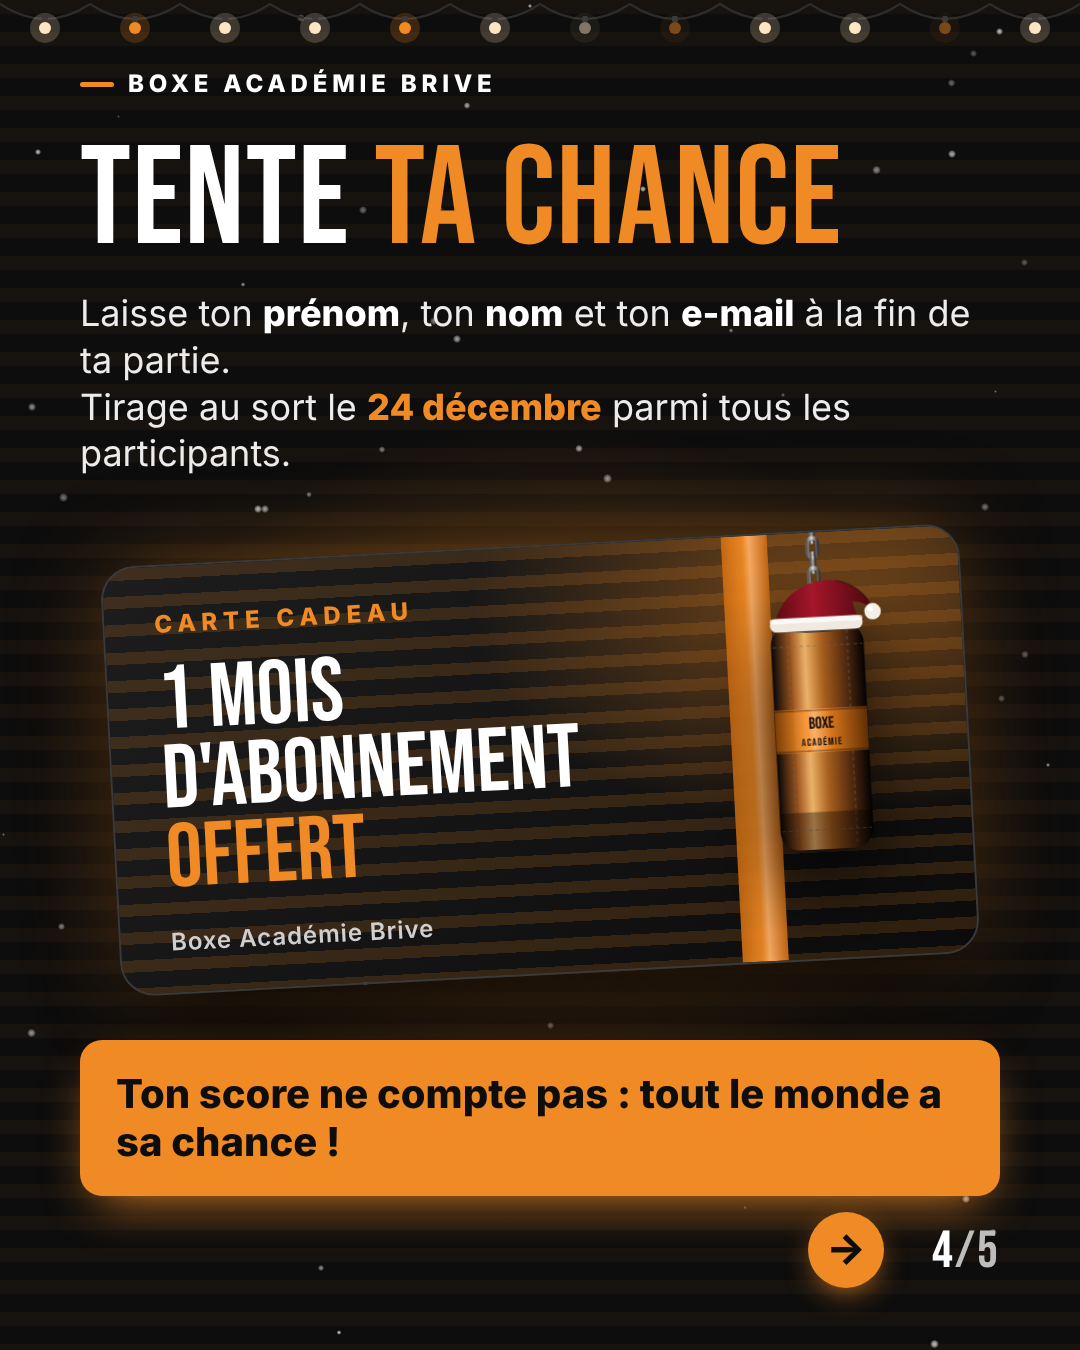 BOXE ACADÉMIE BRIVE
TENTE TA CHANCE
Laisse ton prénom, ton nom et ton e-mail à la fin de
ta partie.
Tirage au sort le 24 décembre parmi tous les
participants.
CARTE CADEAU
1 MOIS
D'ABONNEMENT
OFFERT
Boxe Académie Brive
BOXE
ACADÉMIE
Ton score ne compte pas : tout le monde a
sa chance !
→ 4/5